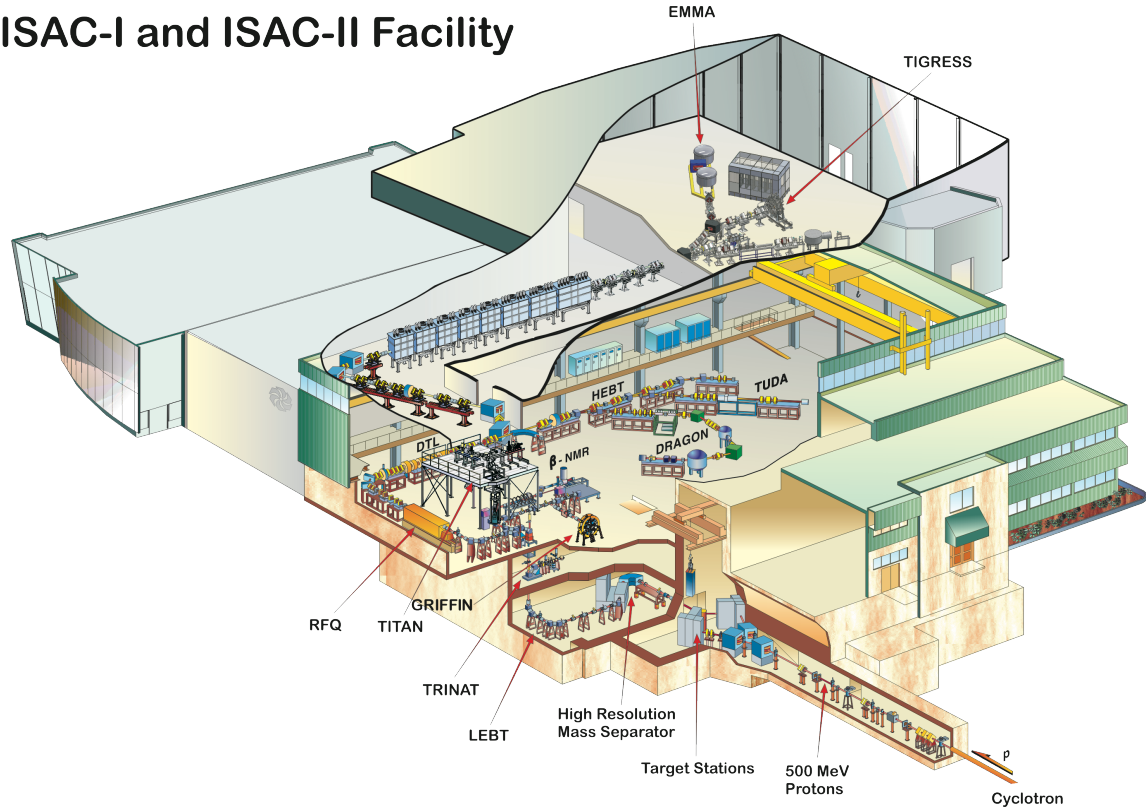 ISAC-I and ISAC-II Facility
EMMA
TIGRESS
HEBT
TUDA
DTL
DRAGON
β-NMR
GRIFFIN
RFQ
TITAN
TRINAT
LEBT
High Resolution
Mass Separator
Target Stations
500 MeV
Protons
p
Cyclotron